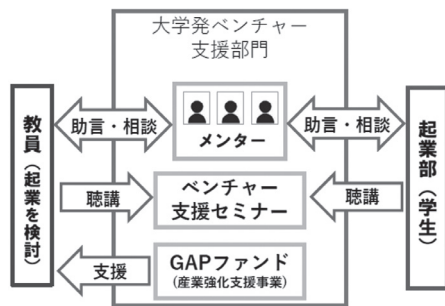 大学発ベンチャー
支援部門
教員（起業を検討）
助言・相談
メンター
助言・相談
起業部（学生）
聴講
ベンチャー
支援セミナー
聴講
支援
GAPファンド
(産業強化支援事業)